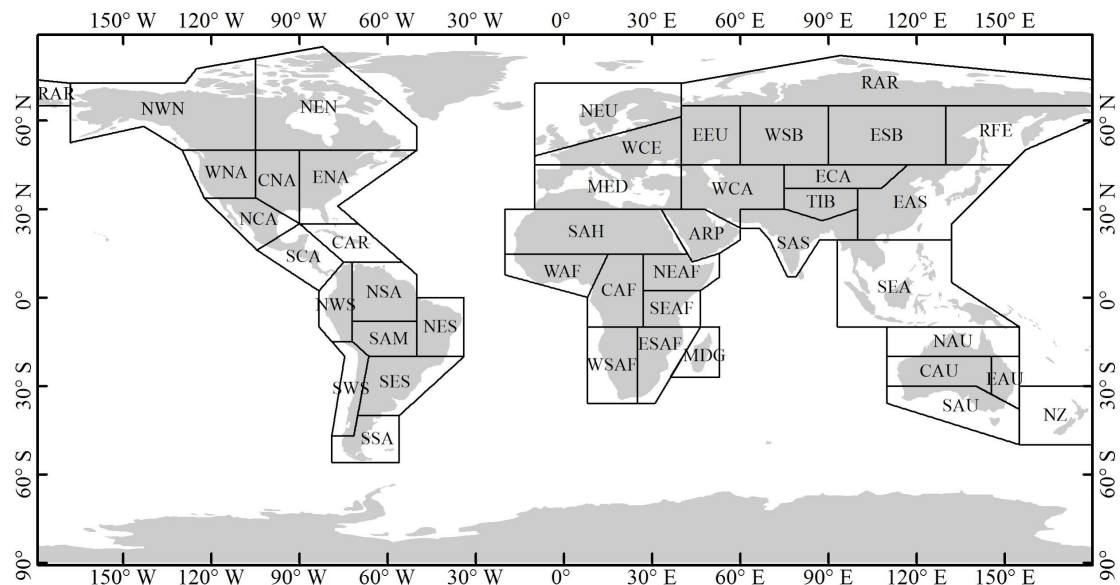 150° W 120° W 90° W 60° W 30° W 0° 30° E 60° E 90° E 120° E 150° E
60° N 30° N 0° 30° S 60° S 90°
60° N 30° N 0° 30° S 60° S 90°
RAR NWN NEN NEU RAR
WCE EEU WSB ESB RFE
WNA CNA ENA MED WCA ECA TIB EAS
NCA SCA CAR SAH ARP SAS
WAF CAF NEAF SEA
NWS NSA SEAF
SAM NES WSAF ESAF MDG NAU
SWS SES CAU EAU
SSA SAU NZ
150° W 120° W 90° W 60° W 30° W 0° 30° E 60° E 90° E 120° E 150° E